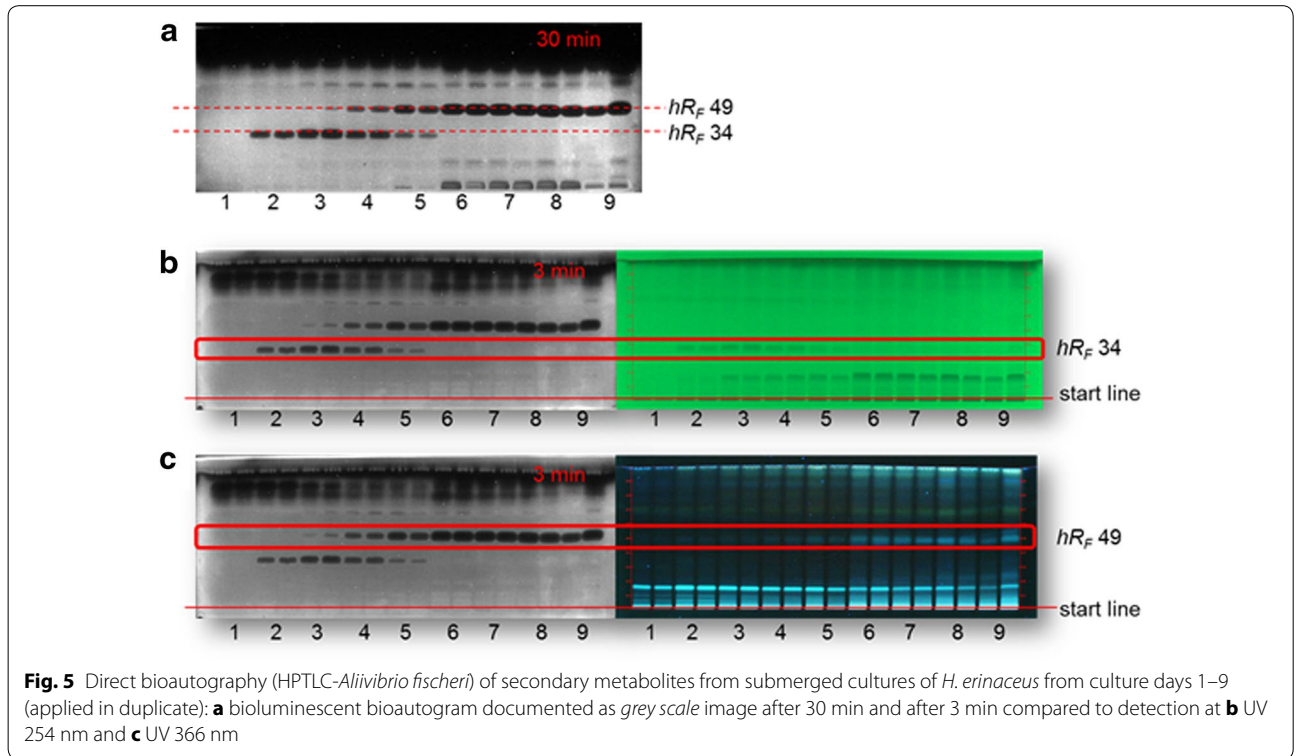 a
30 min
hRF 49
hRF 34
1 2 3 4 5 6 7 8 9
b
3 min
hRF 34
start line
1 2 3 4 5 6 7 8 9 1 2 3 4 5 6 7 8 9
c
3 min
hRF 49
start line
1 2 3 4 5 6 7 8 9 1 2 3 4 5 6 7 8 9
Fig. 5 Direct bioautography (HPTLC-Aliivibrio fischeri) of secondary metabolites from submerged cultures of H. erinaceus from culture days 1–9
(applied in duplicate): a bioluminescent bioautogram documented as grey scale image after 30 min and after 3 min compared to detection at b UV
254 nm and c UV 366 nm